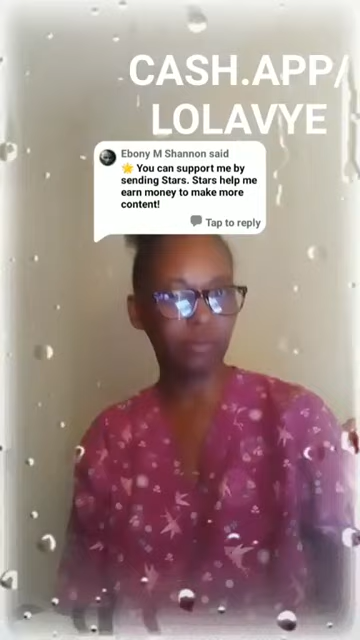 CASH.APP/
LOLAVYE
Ebony M Shannon said
⭐ You can support me by
sending Stars. Stars help me
earn money to make more
content!
Tap to reply